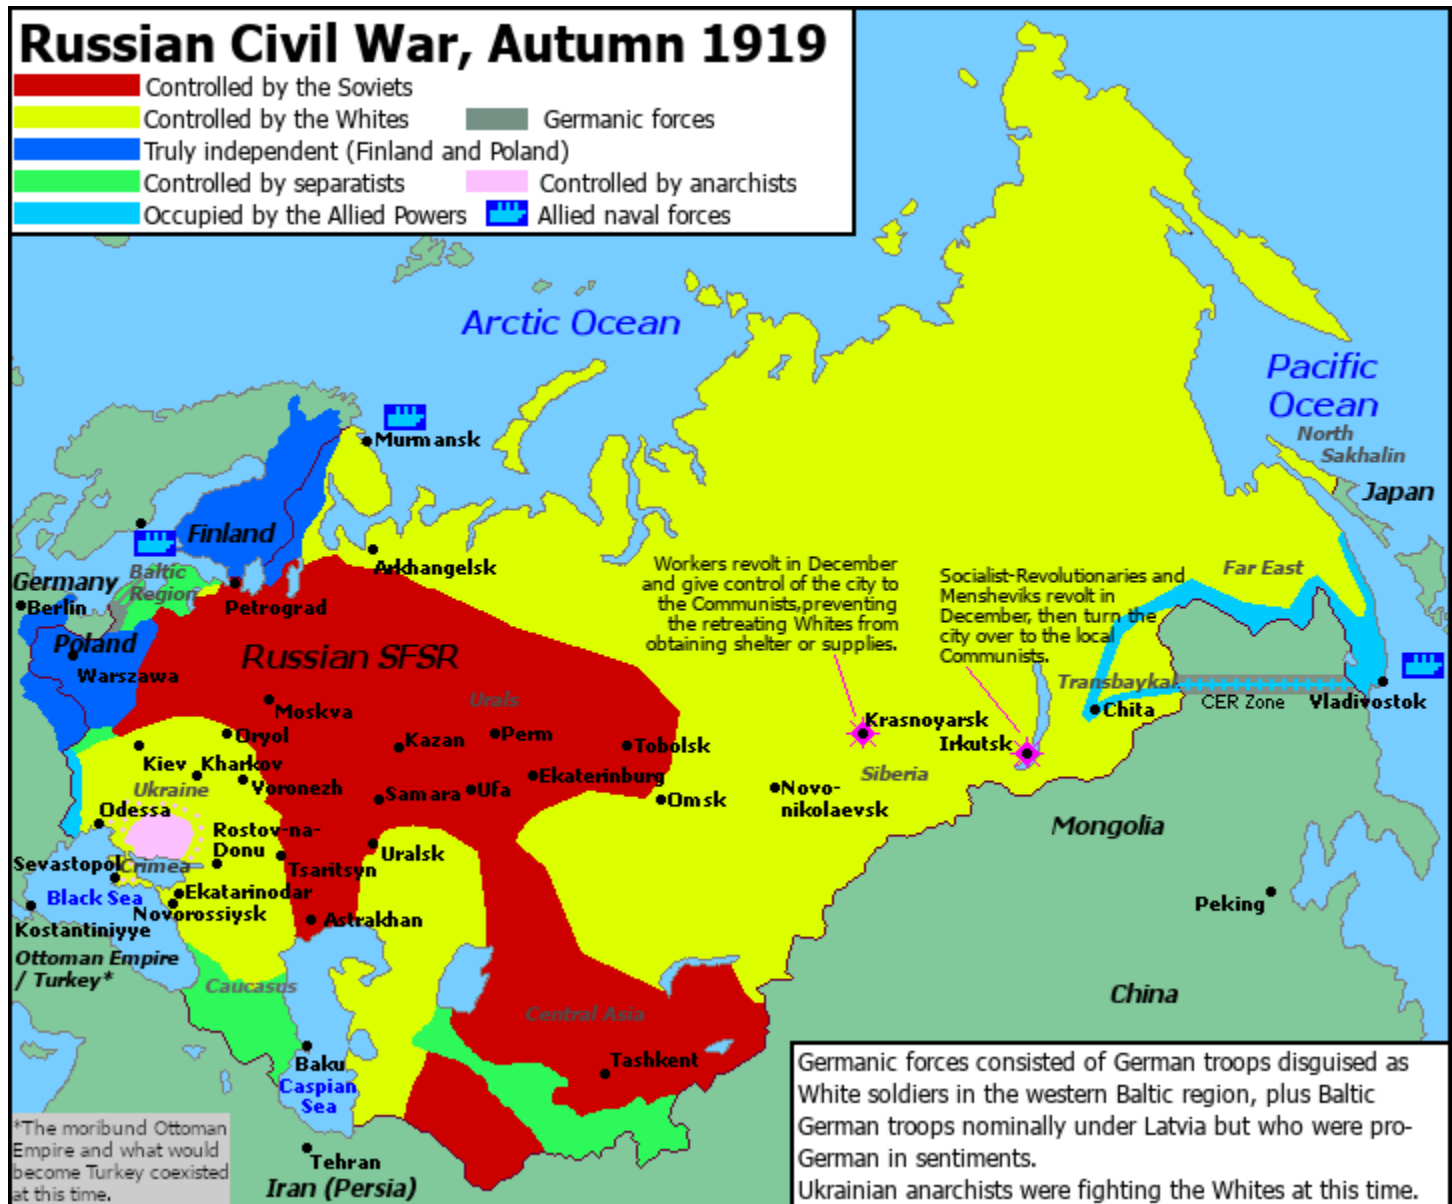 Russian Civil War, Autumn 1919
Controlled by the Soviets
Controlled by the Whites
Germanic forces
Truly independent (Finland and Poland)
Controlled by separatists
Controlled by anarchists
Occupied by the Allied Powers
Allied naval forces
Arctic Ocean
Pacific
Ocean
North
Sakhalin
Japan
Murmansk
Finland
Arkhangelsk
Germany
Baltic
Region
Berlin
Petrograd
Poland
Warszawa
Russian SFSR
Workers revolt in December
and give control of the city to
the Communists,preventing
the retreating Whites from
obtaining shelter or supplies.
Socialist-Revolutionaries and
Mensheviks revolt in
December, then turn the
city over to the local
Communists.
Far East
Transbaykal
CER Zone
Vladivostok
Chita
Urals
Moskva
Oryol
Kazan
Perm
Tobolsk
Krasnoyarsk
Irkutsk
Siberia
Kiev
Kharkov
Ukraine
Voronezh
Samara
Ufa
Ekaterinburg
Omsk
Novo-
nikolaevsk
Odessa
Rostov-na-
Donu
Tsaritsyn
Uralsk
Mongolia
Sevastopol
Crimea
Black Sea
Ekatarinodar
Novorossiysk
Astrakhan
Kostantiniyye
Ottoman Empire
/ Turkey*
Peking
Caucasus
Central Asia
China
Baku
Caspian
Sea
Tashkent
Tehran
Iran (Persia)
*The moribund Ottoman
Empire and what would
become Turkey coexisted
at this time.
Germanic forces consisted of German troops disguised as
White soldiers in the western Baltic region, plus Baltic
German troops nominally under Latvia but who were pro-
German in sentiments.
Ukrainian anarchists were fighting the Whites at this time.